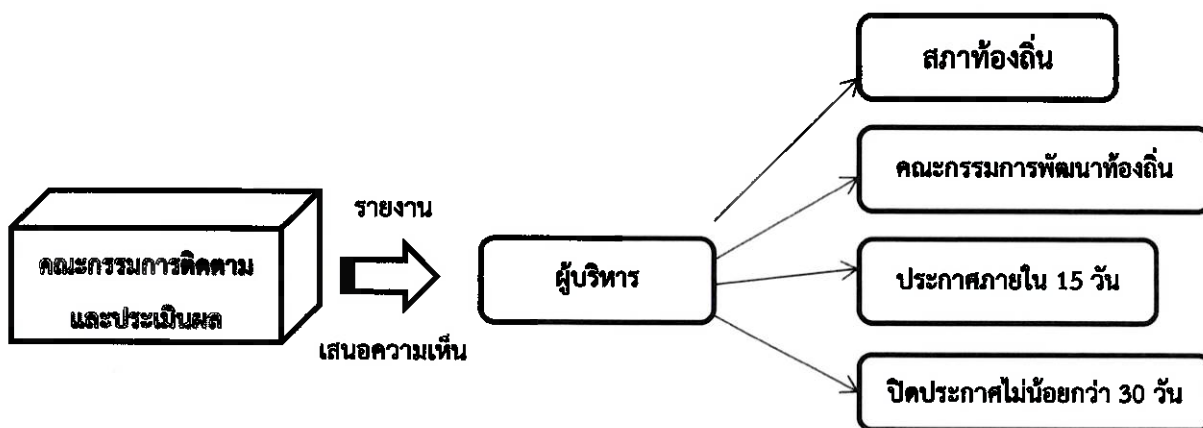 สภาท้องถิ่น
คณะกรรมการพัฒนาท้องถิ่น
รายงาน
คณะกรรมการติดตาม
และประเมินผล
ผู้บริหาร
ประกาศภายใน 15 วัน
เสนอความเห็น
ปิดประกาศไม่น้อยกว่า 30 วัน